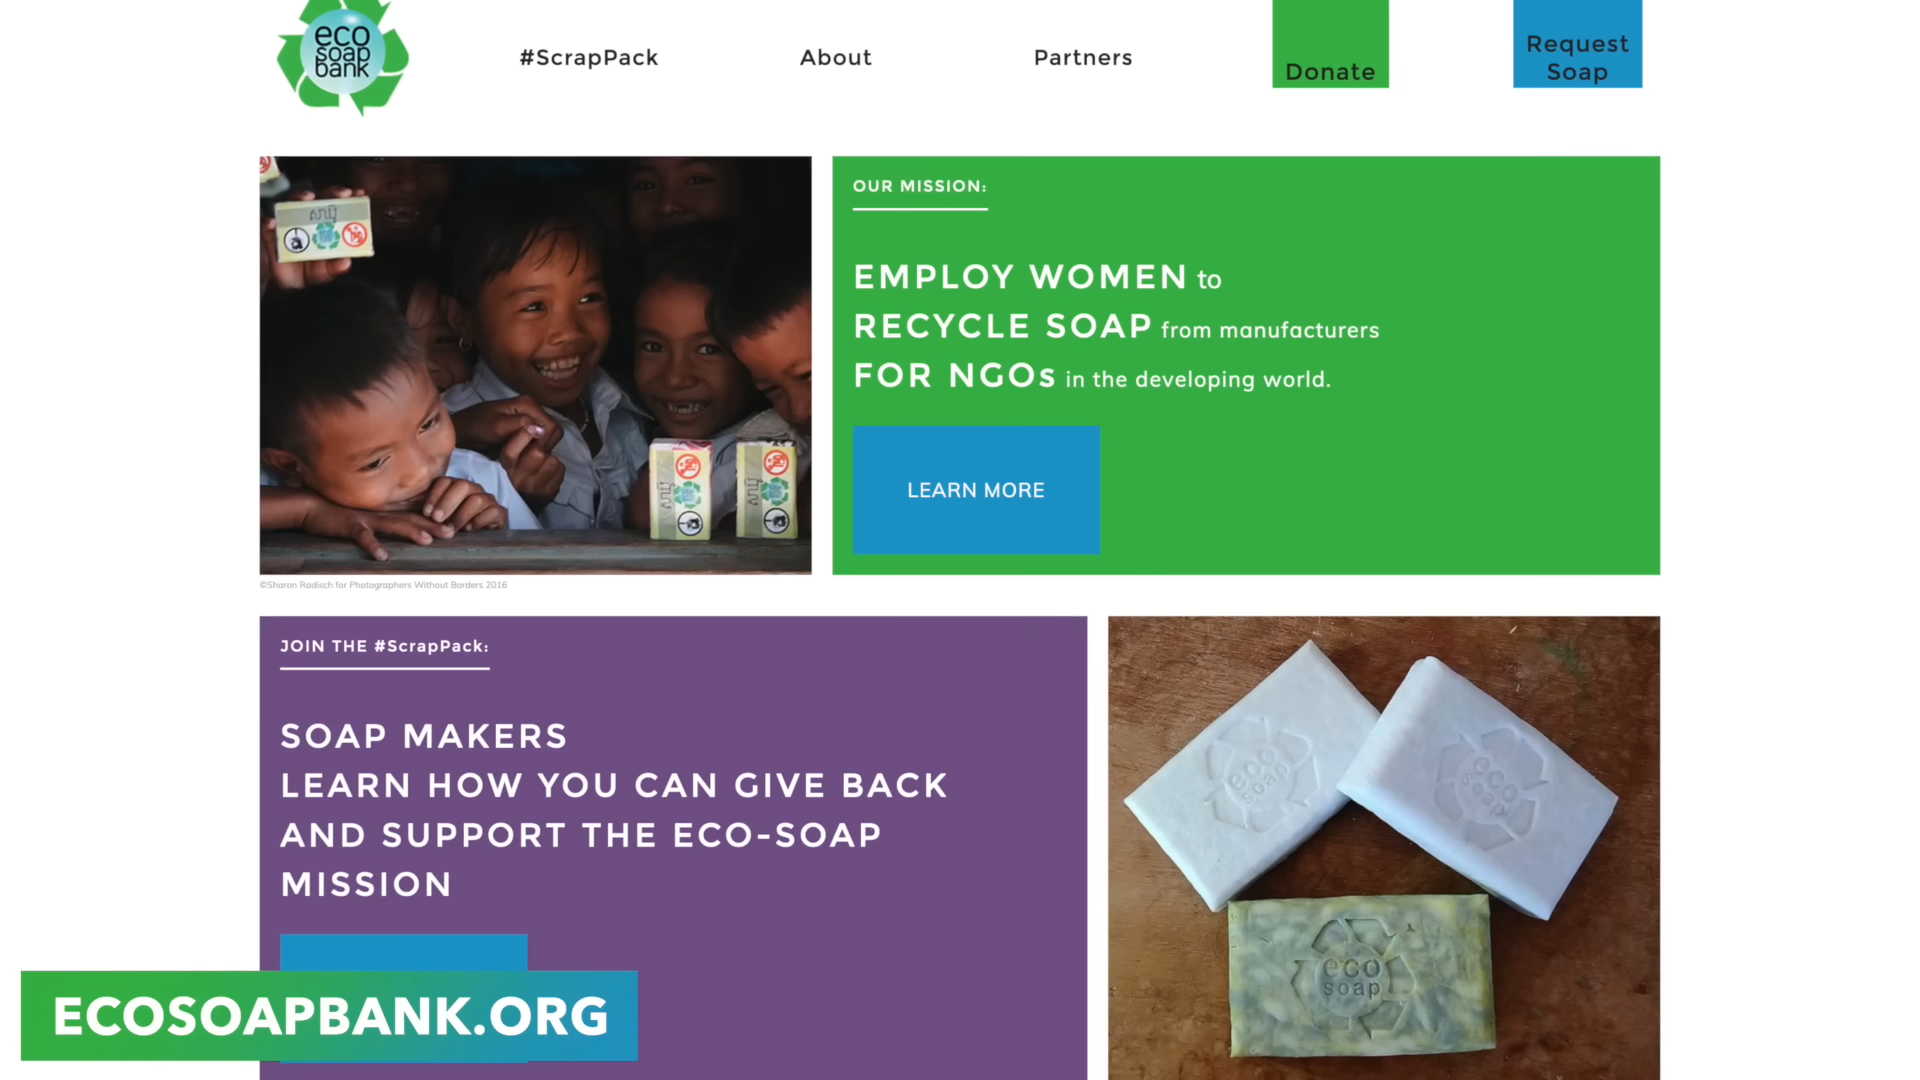 eco
soap
bank
#ScrapPack
About
Partners
Donate
Request
Soap
OUR MISSION:
EMPLOY WOMEN to
RECYCLE SOAP from manufacturers
FOR NGOs in the developing world.
LEARN MORE
©Sharon Radisch for Photographers Without Borders 2016
JOIN THE #ScrapPack:
SOAP MAKERS
LEARN HOW YOU CAN GIVE BACK
AND SUPPORT THE ECO-SOAP
MISSION
eco
soap
eco
soap
eco
soap
ECOSOAPBANK.ORG